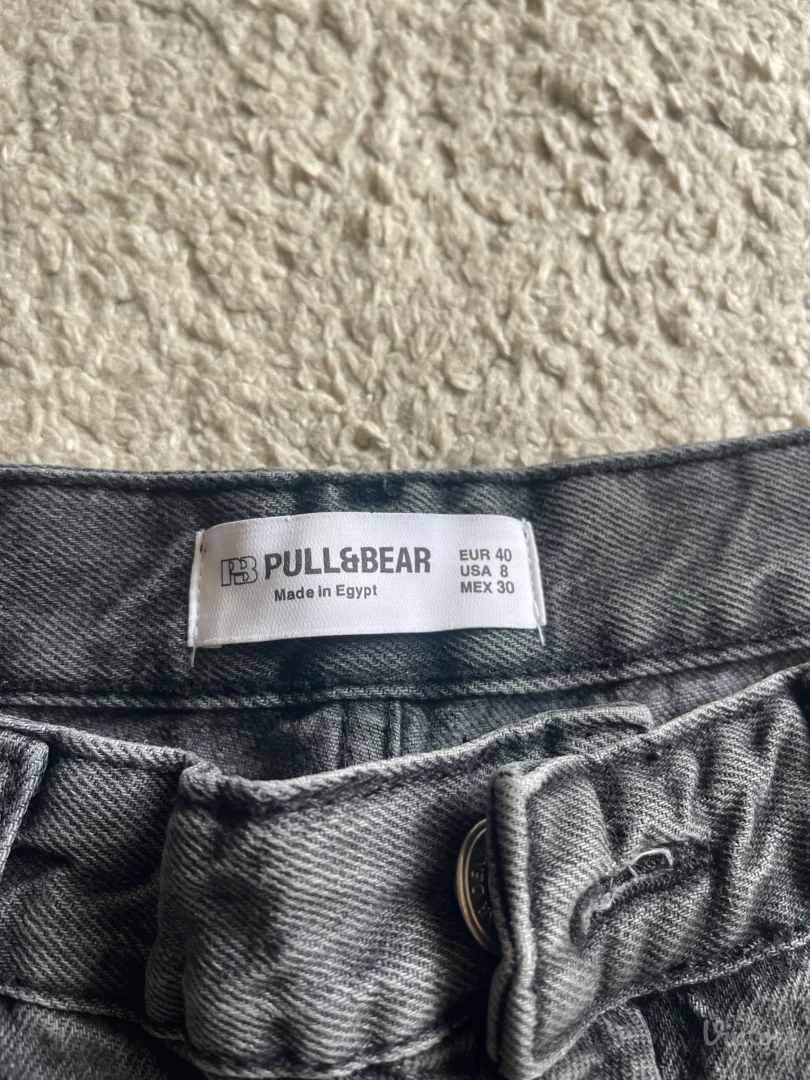 PB PULL&BEAR
Made in Egypt
EUR 40
USA 8
MEX 30